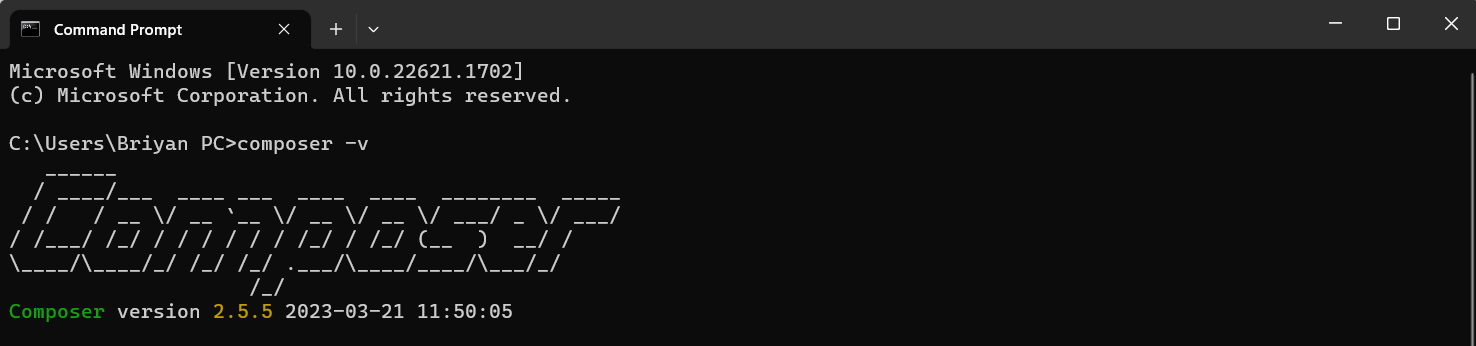 Command Prompt
Microsoft Windows [Version 10.0.22621.1702]
(c) Microsoft Corporation. All rights reserved.
C:\Users\Briyan PC>composer -v
   ______
  / ____/___  ____ ___  ____  ____  ________  _____
 / /   / __ \/ __ `__ \/ __ \/ __ \/ ___/ _ \/ ___/
/ /___/ /_/ / / / / / / /_/ / /_/ (__  )  __/ /
\____/\____/_/ /_/ /_/ .___/\____/____/\___/_/
                    /_/
Composer version 2.5.5 2023-03-21 11:50:05